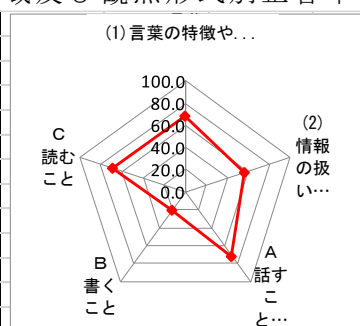 (1)言葉の特徴や...
100.0
80.0
60.0
40.0
20.0
0.0
(2)
情報
の扱
い…
A
話す
こ
と…
B
書く
こと
C
読む
こと